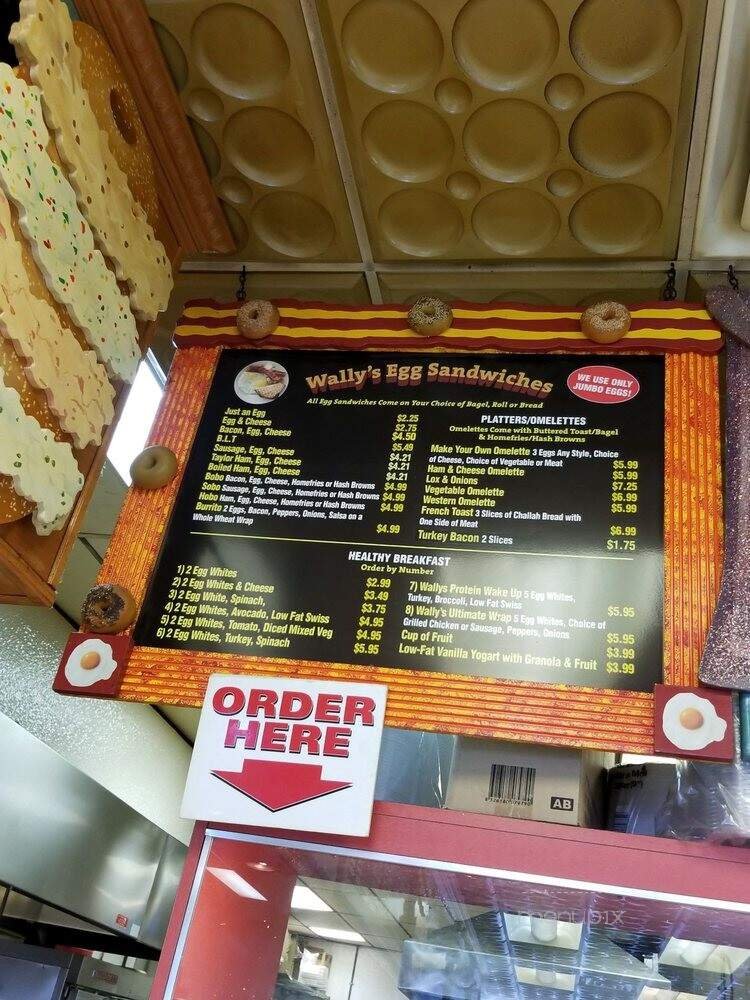 Wally's Egg Sandwiches
WE USE ONLY
JUMBO EGGS!
All Egg Sandwiches Come on Your Choice of Bagel, Roll or Bread
Just an Egg $2.25
Egg & Cheese $2.75
Bacon, Egg, Cheese $4.50
B.L.T $5.49
Sausage, Egg, Cheese $4.21
Taylor Ham, Egg, Cheese $4.21
Boiled Ham, Egg, Cheese $4.21
Bobo Bacon, Egg, Cheese, Homefries or Hash Browns $4.99
Sobo Sausage, Egg, Cheese, Homefries or Hash Browns $4.99
Hobo Ham, Egg, Cheese, Homefries or Hash Browns $4.99
Burrito 2 Eggs, Bacon, Peppers, Onions, Salsa on a
Whole Wheat Wrap $4.99
PLATTERS/OMELETTES
Omelettes Come with Buttered Toast/Bagel
& Homefries/Hash Browns
Make Your Own Omelette 3 Eggs Any Style, Choice
of Cheese, Choice of Vegetable or Meat $5.99
Ham & Cheese Omelette $5.99
Lox & Onions $7.25
Vegetable Omelette $6.99
Western Omelette $5.99
French Toast 3 Slices of Challah Bread with
One Side of Meat $6.99
Turkey Bacon 2 Slices $1.75
HEALTHY BREAKFAST
Order by Number
1) 2 Egg Whites $2.99
2) 2 Egg Whites & Cheese $3.49
3) 2 Egg White, Spinach, $3.75
4) 2 Egg Whites, Avocado, Low Fat Swiss $4.95
5) 2 Egg Whites, Tomato, Diced Mixed Veg $4.95
6) 2 Egg Whites, Turkey, Spinach $5.95
7) Wallys Protein Wake Up 5 Egg Whites,
Turkey, Broccoli, Low Fat Swiss $5.95
8) Wally's Ultimate Wrap 5 Egg Whites, Choice of
Grilled Chicken or Sausage, Peppers, Onions $5.95
Cup of Fruit $3.99
Low-Fat Vanilla Yogart with Granola & Fruit $3.99
ORDER
HERE
AB
menupix